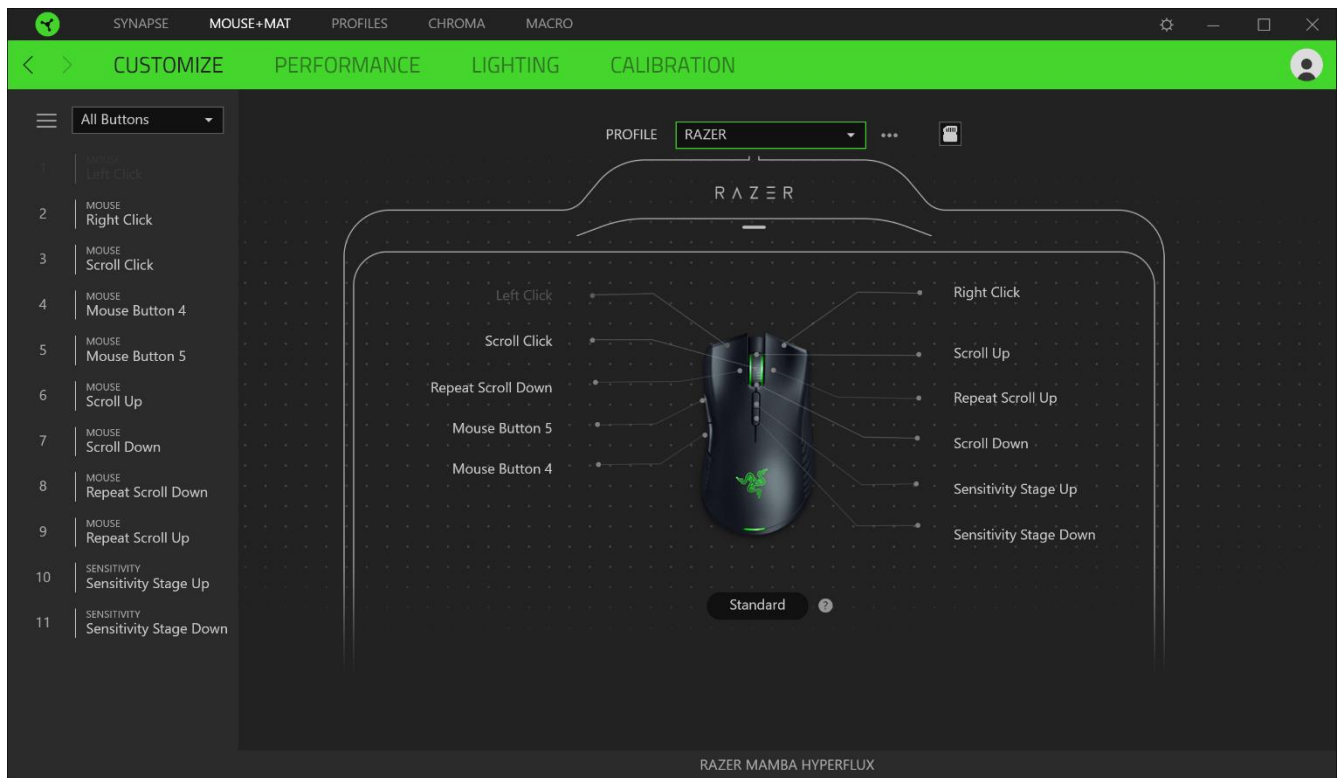 SYNAPSE MOUSE+MAT PROFILES CHROMA MACRO
CUSTOMIZE PERFORMANCE LIGHTING CALIBRATION
All Buttons
PROFILE RAZER
1 MOUSE
Left Click
2 MOUSE
Right Click
3 MOUSE
Scroll Click
4 MOUSE
Mouse Button 4
5 MOUSE
Mouse Button 5
6 MOUSE
Scroll Up
7 MOUSE
Scroll Down
8 MOUSE
Repeat Scroll Down
9 MOUSE
Repeat Scroll Up
10 SENSITIVITY
Sensitivity Stage Up
11 SENSITIVITY
Sensitivity Stage Down
RAZER
Left Click
Scroll Click
Repeat Scroll Down
Mouse Button 5
Mouse Button 4
Right Click
Scroll Up
Repeat Scroll Up
Scroll Down
Sensitivity Stage Up
Sensitivity Stage Down
Standard ?
RAZER MAMBA HYPERFLUX